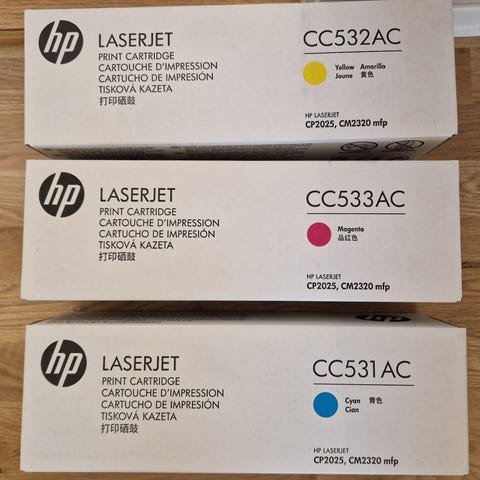 hp
LASERJET
PRINT CARTRIDGE
CARTOUCHE D'IMPRESSION
CARTUCHO DE IMPRESIÓN
TISKOVÁ KAZETA
打印硒鼓
CC532AC
Yellow Amarillo
Jaune 黄色
HP LASERJET
CP2025, CM2320 mfp
hp
LASERJET
PRINT CARTRIDGE
CARTOUCHE D'IMPRESSION
CARTUCHO DE IMPRESIÓN
TISKOVÁ KAZETA
打印硒鼓
CC533AC
Magenta
品紅色
HP LASERJET
CP2025, CM2320 mfp
hp
LASERJET
PRINT CARTRIDGE
CARTOUCHE D'IMPRESSION
CARTUCHO DE IMPRESIÓN
TISKOVÁ KAZETA
打印硒鼓
CC531AC
Cyan 青色
Cian
HP LASERJET
CP2025, CM2320 mfp